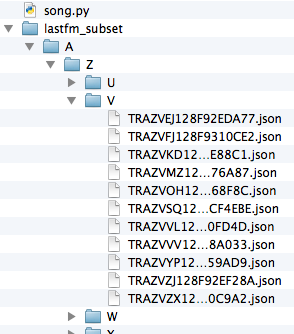 song.py
lastfm_subset
A
Z
U
V
TRAZVEJ128F92EDA77.json
TRAZVFJ128F9310CE2.json
TRAZVKD12...E88C1.json
TRAZVMZ12...76A87.json
TRAZVOH12...68F8C.json
TRAZVSQ12...CF4EBE.json
TRAZVVL12...0FD4D.json
TRAZVVV12...8A033.json
TRAZVYP12...59AD9.json
TRAZVZJ128F92EF28A.json
TRAZVZX12...0C9A2.json
W